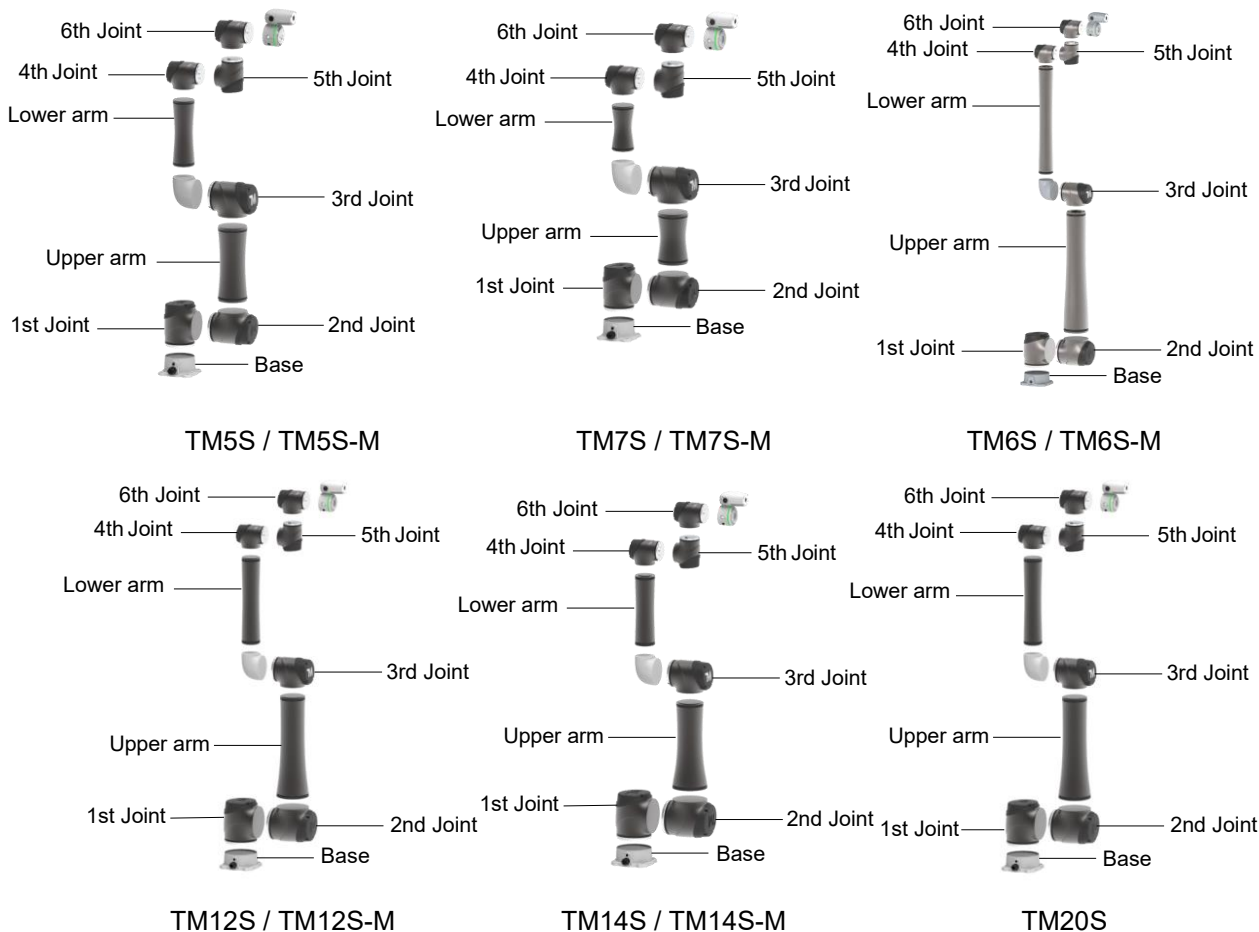 6th Joint
4th Joint
5th Joint
Lower arm
3rd Joint
Upper arm
1st Joint
2nd Joint
Base
TM5S / TM5S-M
6th Joint
4th Joint
5th Joint
Lower arm
3rd Joint
Upper arm
1st Joint
2nd Joint
Base
TM7S / TM7S-M
6th Joint
4th Joint
5th Joint
Lower arm
3rd Joint
Upper arm
1st Joint
2nd Joint
Base
TM6S / TM6S-M
6th Joint
4th Joint
5th Joint
Lower arm
3rd Joint
Upper arm
1st Joint
2nd Joint
Base
TM12S / TM12S-M
6th Joint
4th Joint
5th Joint
Lower arm
3rd Joint
Upper arm
1st Joint
2nd Joint
Base
TM14S / TM14S-M
6th Joint
4th Joint
5th Joint
Lower arm
3rd Joint
Upper arm
1st Joint
2nd Joint
Base
TM20S